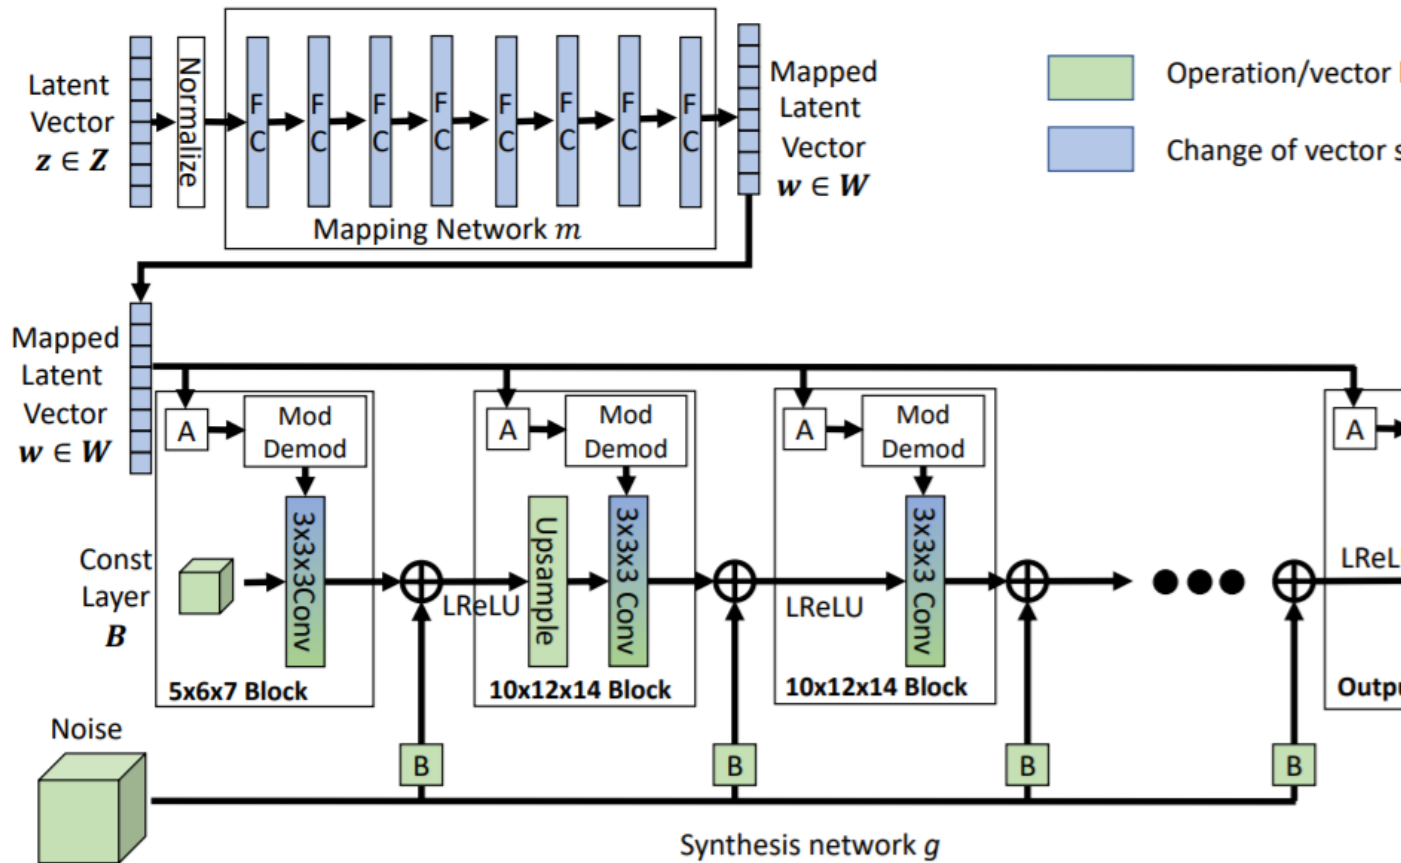 Latent
Vector
z ∈ Z
Normalize
FC
FC
FC
FC
FC
FC
FC
FC
Mapping Network m
Mapped
Latent
Vector
w ∈ W
Operation/vector
Change of vector
Mapped
Latent
Vector
w ∈ W
A
Mod
Demod
A
Mod
Demod
A
Mod
Demod
A
Const
Layer
B
3x3x3Conv
LReLU
Upsample
3x3x3 Conv
LReLU
3x3x3 Conv
5x6x7 Block
10x12x14 Block
10x12x14 Block
Noise
B
B
B
B
Synthesis network g